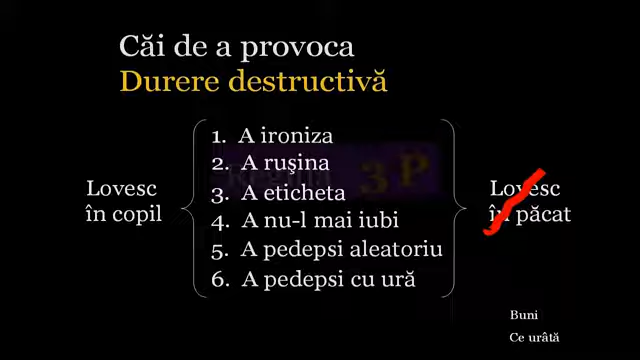 Căi de a provoca
Durere destructivă
Lovesc
în copil
1. A ironiza
2. A ruşina
3. A eticheta
4. A nu-l mai iubi
5. A pedepsi aleatoriu
6. A pedepsi cu ură
3 P
Lovesc
în păcat
Buni
Ce urâtă